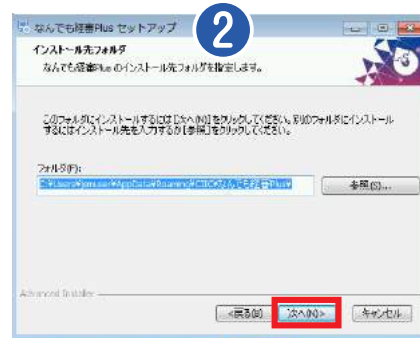 なんでも経審Plus セットアップ
2
インストール先フォルダ
なんでも経審Plus のインストール先フォルダを指定します。
このフォルダにインストールするには[次へ(N)]をクリックしてください。別のフォルダにインストール
するにはインストール先を入力するか[参照]をクリックしてください。
フォルダ(F):
参照(S)...
Advanced Installer
<戻る(B)
次へ(N)>
キャンセル